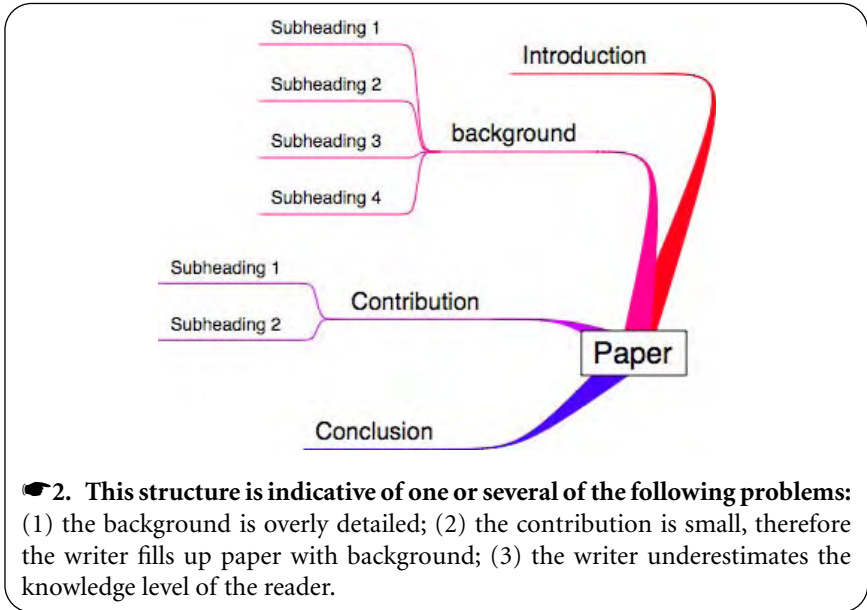 Subheading 1
Introduction
Subheading 2
background
Subheading 3
Subheading 4
Subheading 1
Contribution
Subheading 2
Paper
Conclusion
☛2. This structure is indicative of one or several of the following problems:
(1) the background is overly detailed; (2) the contribution is small, therefore
the writer fills up paper with background; (3) the writer underestimates the
knowledge level of the reader.